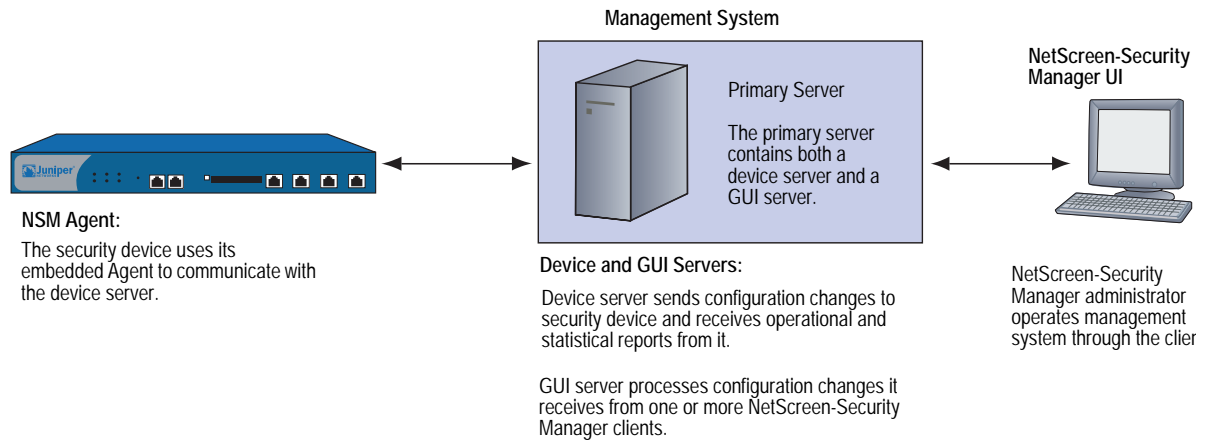 Management System
NetScreen-Security
Manager UI
Primary Server
The primary server
contains both a
device server and a
GUI server.
Juniper
NETWORKS
NSM Agent:
The security device uses its
embedded Agent to communicate with
the device server.
Device and GUI Servers:
Device server sends configuration changes to
security device and receives operational and
statistical reports from it.
GUI server processes configuration changes it
receives from one or more NetScreen-Security
Manager clients.
NetScreen-Security
Manager administrator
operates management
system through the clier